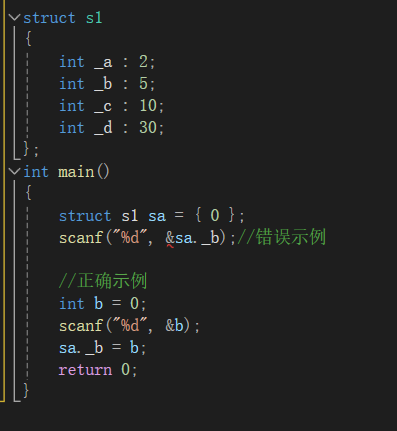 struct s1
{
int _a : 2;
int _b : 5;
int _c : 10;
int _d : 30;
};
int main()
{
struct s1 sa = { 0 };
scanf("%d", &sa._b);//错误示例
//正确示例
int b = 0;
scanf("%d", &b);
sa._b = b;
return 0;
}